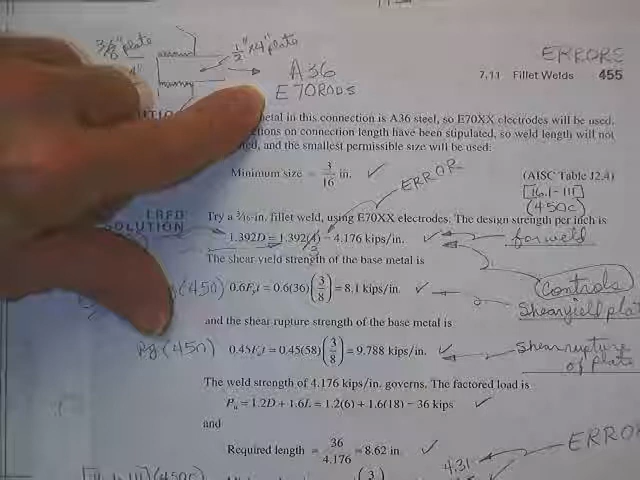 3/8" plate
1/2" x 4" plate
4"
A36
E70RODS
ERRORS
7.11 Fillet Welds 455
metal in this connection is A36 steel, so E70XX electrodes will be used.
on connection length have been stipulated, so weld length will not
and the smallest permissible size will be used:
Minimum size = 3/16 in. ✓
(AISC Table J2.4)
[16.1-111]
(450c)
ERROR
LRFD
SOLUTION
Try a 3/16-in. fillet weld, using E70XX electrodes. The design strength per inch is
1.392D = 1.392(4) = 4.176 kips/in. ✓ for weld
3
The shear yield strength of the base metal is
Controls
(450) 0.6Fyt = 0.6(36)(3/8) = 8.1 kips/in. ✓
Shear yield plate
and the shear rupture strength of the base metal is
Pg (450) 0.45Fut = 0.45(58)(3/8) = 9.788 kips/in. ✓
Shear rupture
of plate
The weld strength of 4.176 kips/in. governs. The factored load is
Pu = 1.2D + 1.6L = 1.2(6) + 1.6(18) = 36 kips ✓
and
Required length = 36/4.176 = 8.62 in. ✓
ERROR
4.31
(450c)